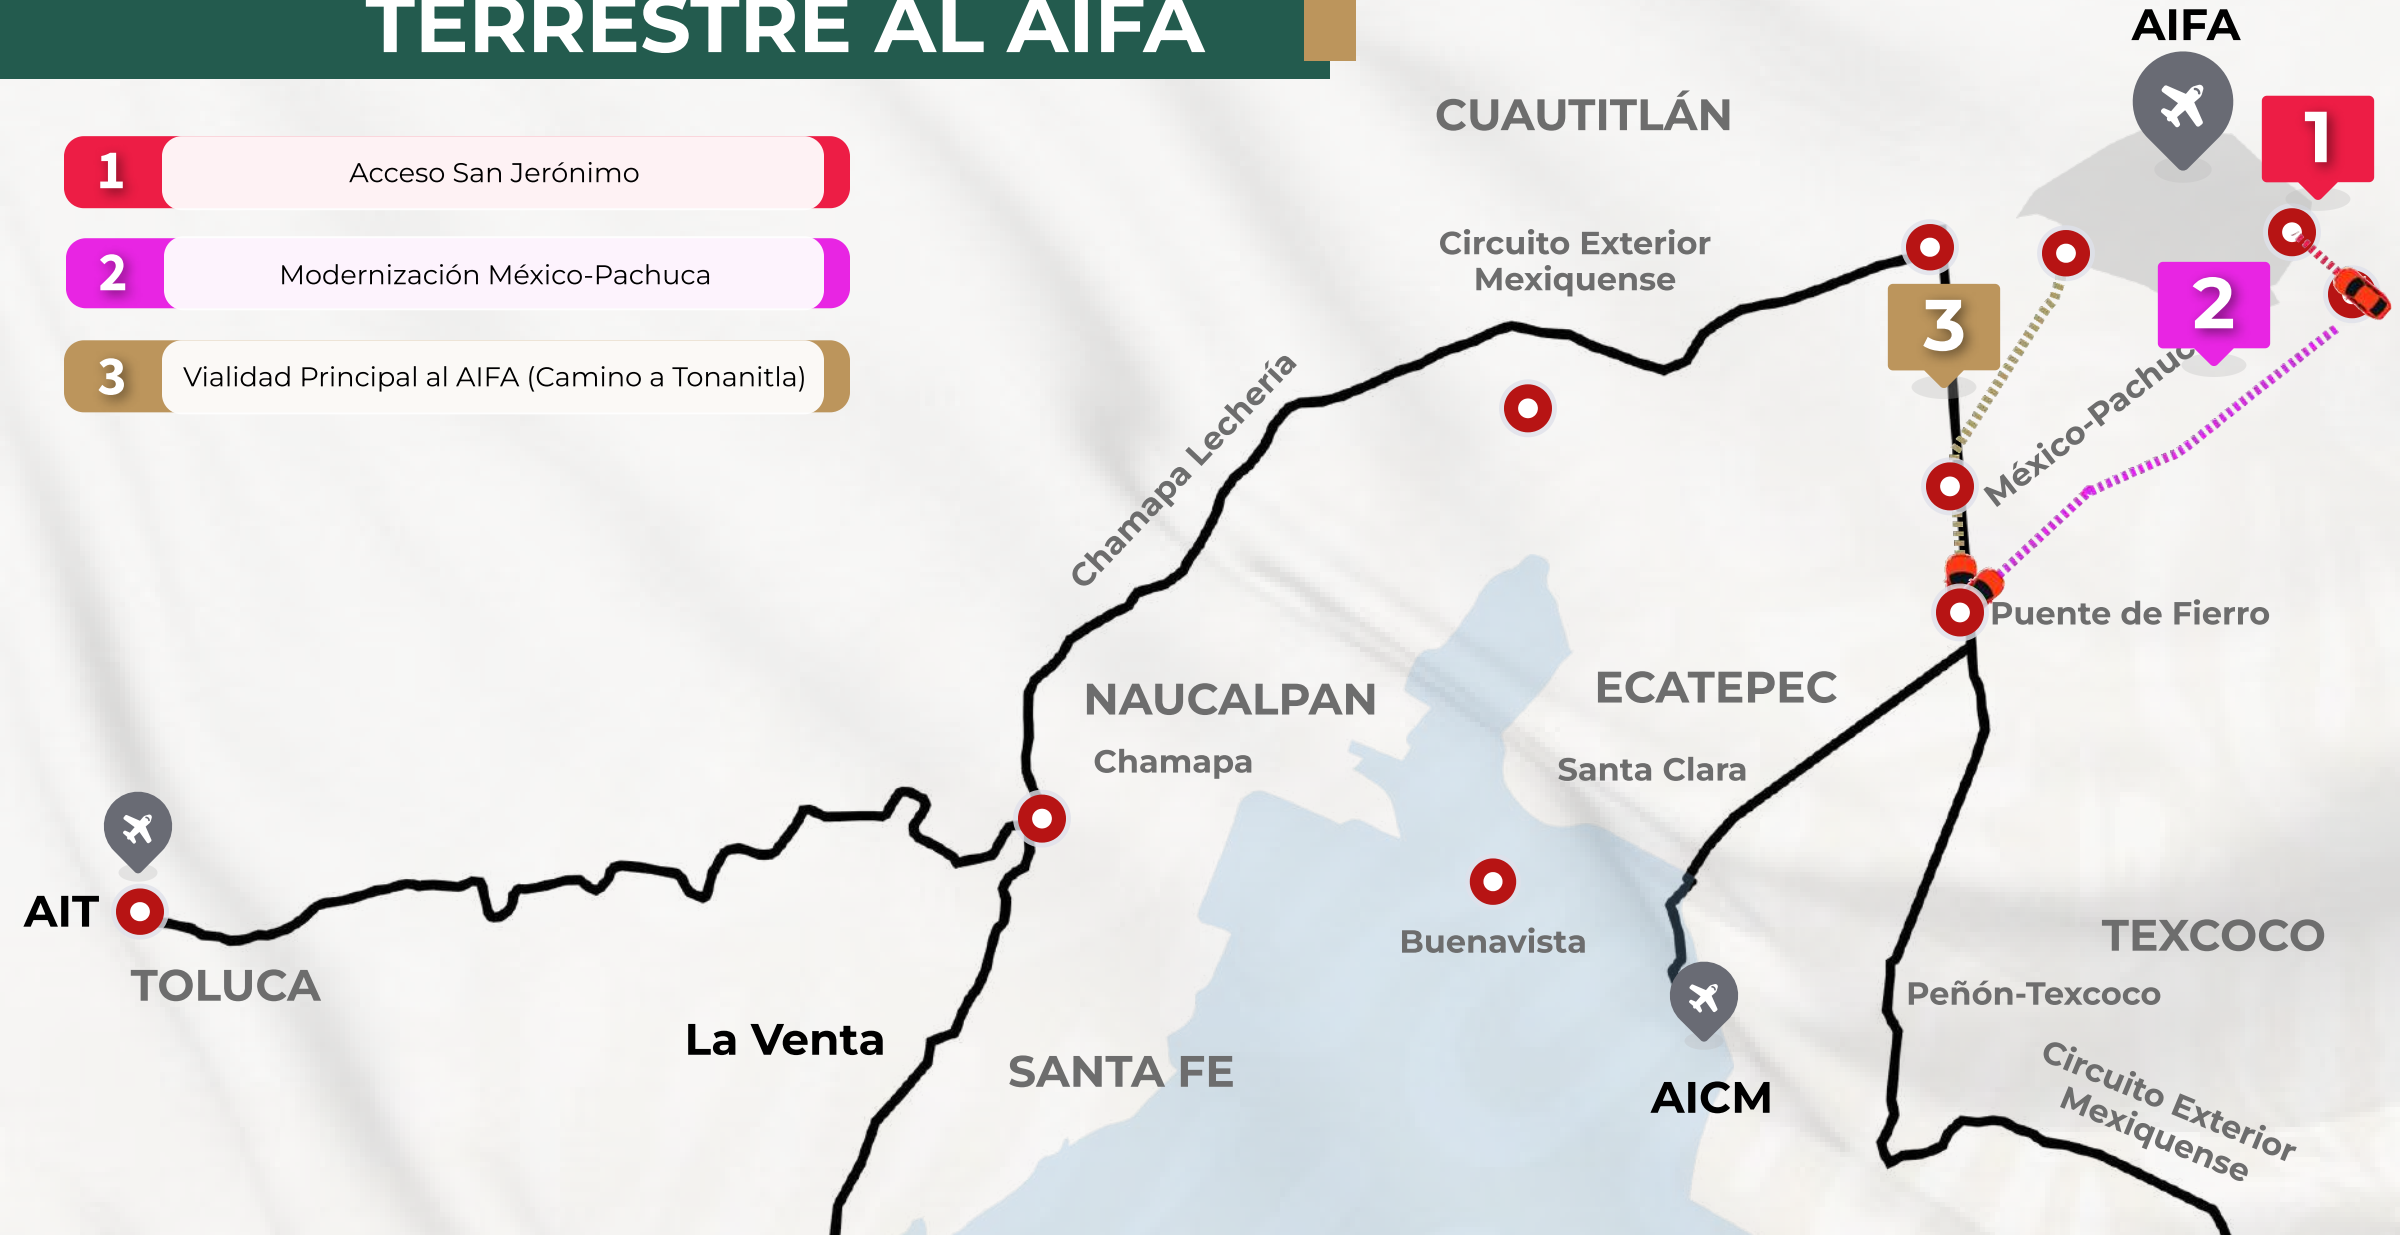 TERRESTRE AL AIFA
AIFA
1
Acceso San Jerónimo
2
Modernización México-Pachuca
3
Vialidad Principal al AIFA (Camino a Tonanitla)
CUAUTITLÁN
1
Circuito Exterior
Mexiquense
3
2
Chamapa Lechería
México-Pachuc
Puente de Fierro
NAUCALPAN
Chamapa
ECATEPEC
Santa Clara
AIT
TOLUCA
Buenavista
TEXCOCO
Peñón-Texcoco
La Venta
SANTA FE
AICM
Circuito Exterior
Mexiquense